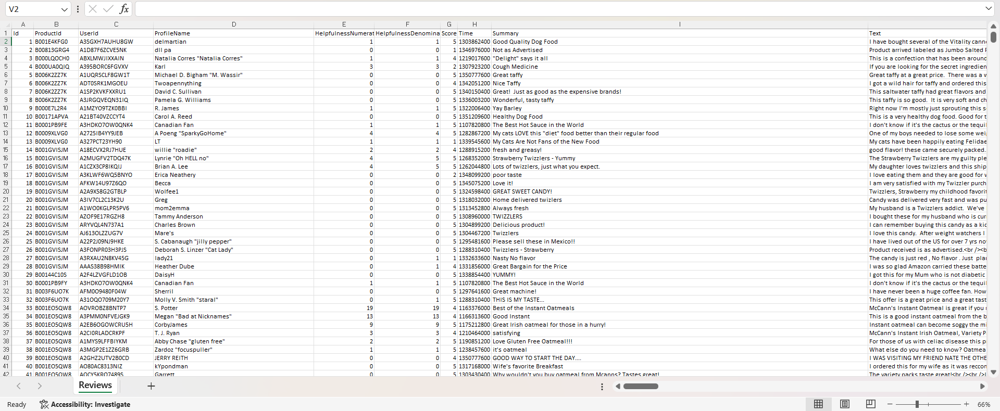 V2 fx
A B C D E F G H I
1 Id ProductId UserId ProfileName HelpfulnessNumerat HelpfulnessDenomina Score Time Summary Text
2 1 B001E4KFG0 A3SGXH7AUHU8GW delmartian 1 1 5 1303862400 Good Quality Dog Food I have bought several of the Vitality cann
3 2 B00813GRG4 A1D87F6ZCVE5NK dll pa 0 0 1 1346976000 Not as Advertised Product arrived labeled as Jumbo Salted P
4 3 B000LQOCH0 ABXLMWJIXXAIN Natalia Corres "Natalia Corres" 1 1 4 1219017600 "Delight" says it all This is a confection that has been around
5 4 B000UA0QIQ A395BORC6FGVXV Karl 3 3 2 1307923200 Cough Medicine If you are looking for the secret ingredien
6 5 B006K2ZZ7K A1UQRSCLF8GW1T Michael D. Bigham "M. Wassir" 0 0 5 1350777600 Great taffy Great taffy at a great price.  There was a w
7 6 B006K2ZZ7K ADT0SRK1MGOEU Twoapennything 0 0 4 1342051200 Nice Taffy I got a wild hair for taffy and ordered this
8 7 B006K2ZZ7K A1SP2KVKFXXRU1 David C. Sullivan 0 0 5 1340150400 Great!  Just as good as the expensive brands! This saltwater taffy had great flavors and
9 8 B006K2ZZ7K A3JRGQVEQN31IQ Pamela G. Williams 0 0 5 1336003200 Wonderful, tasty taffy This taffy is so good.  It is very soft and ch
10 9 B000E7L2R4 A1MZYO9TZK0BBI R. James 1 1 5 1322006400 Yay Barley Right now I'm mostly just sprouting this s
11 10 B00171APVA A21BT40VZCCYT4 Carol A. Reed 0 0 5 1351209600 Healthy Dog Food This is a very healthy dog food. Good for t
12 11 B0001PB9FE A3HDKO7OW0QNK4 Canadian Fan 1 1 5 1107820800 The Best Hot Sauce in the World I don't know if it's the cactus or the tequil
13 12 B0009XLVG0 A2725IB4YY9JEB A Poeng "SparkyGoHome" 4 4 5 1282867200 My cats LOVE this "diet" food better than their regular food One of my boys needed to lose some wei
14 13 B0009XLVG0 A327PCT23YH90 LT 1 1 1 1339545600 My Cats Are Not Fans of the New Food My cats have been happily eating Felidae
15 14 B001GVISJM A18ECVX2RJ7HUE willie "roadie" 2 2 4 1288915200 fresh and greasy! good flavor! these came securely packed.
16 15 B001GVISJM A2MUGFV2TDQ47K Lynrie "Oh HELL no" 4 5 5 1268352000 Strawberry Twizzlers - Yummy The Strawberry Twizzlers are my guilty ple
17 16 B001GVISJM A1CZX3CP8IKQIJ Brian A. Lee 4 5 5 1262044800 Lots of twizzlers, just what you expect. My daughter loves twizzlers and this ship
18 17 B001GVISJM A3KLWF6WQ5BNYO Erica Neathery 0 0 2 1348099200 poor taste I love eating them and they are good for w
19 18 B001GVISJM AFKW14U97Z6QO Becca 0 0 5 1345075200 Love it! I am very satisfied with my Twizzler purch
20 19 B001GVISJM A2A9X58G2GTBLP Wolfee1 0 0 5 1324598400 GREAT SWEET CANDY! Twizzlers, Strawberry my childhood favorit
21 20 B001GVISJM A3IV7CL2C13K2U Greg 0 0 5 1318032000 Home delivered twizlers Candy was delivered very fast and was pu
22 21 B001GVISJM A1WO0KGLPR5PV6 mom2emma 0 0 5 1313452800 Always fresh My husband is a Twizzlers addict.  We've
23 22 B001GVISJM AZOF9E17RGZH8 Tammy Anderson 0 0 5 1308960000 TWIZZLERS I bought these for my husband who is cur
24 23 B001GVISJM ARYVQL4N737A1 Charles Brown 0 0 5 1304899200 Delicious product! I can remember buying this candy as a kid
25 24 B001GVISJM AJ613OLZZUG7V Mare's 0 0 5 1304467200 Twizzlers I love this candy.  After weight watchers I
26 25 B001GVISJM A22P2J09NJ9HKE S. Cabanaugh "jilly pepper" 0 0 5 1295481600 Please sell these in Mexico!! I have lived out of the US for over 7 yrs no
27 26 B001GVISJM A3FONPR03H3PJS Deborah S. Linzer "Cat Lady" 0 0 5 1288310400 Twizzlers - Strawberry Product received is as advertised.<br /><b
28 27 B001GVISJM A3RXAU2N8KV45G lady21 0 1 1 1332633600 Nasty No flavor The candy is just red , No flavor . Just  plan
29 28 B001GVISJM AAAS38B98HMIK Heather Dube 0 1 4 1331856000 Great Bargain for the Price I was so glad Amazon carried these batte
30 29 B00144C10S A2F4LZVGFLD1OB DaisyH 0 0 5 1338854400 YUMMY! I got this for my Mum who is not diabetic
31 30 B0001PB9FY A3HDKO7OW0QNK4 Canadian Fan 1 1 5 1107820800 The Best Hot Sauce in the World I don't know if it's the cactus or the tequil
32 31 B003F6UO7K AFM0O9480F04W Sherril 0 0 5 1297641600 Great machine! I have never been a huge coffee fan. How
33 32 B003F6UO7K A31OQO709M20Y7 Molly V. Smith "staral" 0 1 5 1288310400 THIS IS MY TASTE... This offer is a great price and a great tast
34 33 B001EO5QW8 AOVROBZ8BNTP7 S. Potter 19 19 4 1163376000 Best of the Instant Oatmeals McCann's Instant Oatmeal is great if you m
35 34 B001EO5QW8 A3PMM0NFVEJGK9 Megan "Bad at Nicknames" 13 13 4 1166313600 Good Instant This is a good instant oatmeal from the b
36 35 B001EO5QW8 A2EB6OGOWCRU5H CorbyJames 9 9 5 1175212800 Great Irish oatmeal for those in a hurry! Instant oatmeal can become soggy the mi
37 36 B001EO5QW8 A2CI0RLADCRKPF T. J. Ryan 3 3 4 1210464000 satisfying McCann's Instant Irish Oatmeal, Variety P
38 37 B001EO5QW8 A1MYS9LFFBIYKM Abby Chase "gluten free" 2 2 5 1190851200 Love Gluten Free Oatmeal!!! For those of us with celiac disease this p
39 38 B001EO5QW8 A3MGP2E1ZZ6GRB Zardoz "focuspuller" 1 1 5 1238457600 it's oatmeal What else do you need to know? Oatmea
40 39 B001EO5QW8 A2GHZ2UTV2B0CD JERRY REITH 0 0 4 1350777600 GOOD WAY TO START THE DAY.... I WAS VISITING MY FRIEND NATE THE OTHE
41 40 B001EO5QW8 AO80AC8313NIZ kYpondman 0 0 5 1317168000 Wife's favorite Breakfast I ordered this for my wife as it was reccom
42 41 B001EO5QW8 AOCY5KRO7489S Garrett 0 0 5 1303430400 Why wouldn't you buy oatmeal from Mcanns? Tastes great! The variety packs taste great!<br /><br />I
Reviews
Ready Accessibility: Investigate 66%